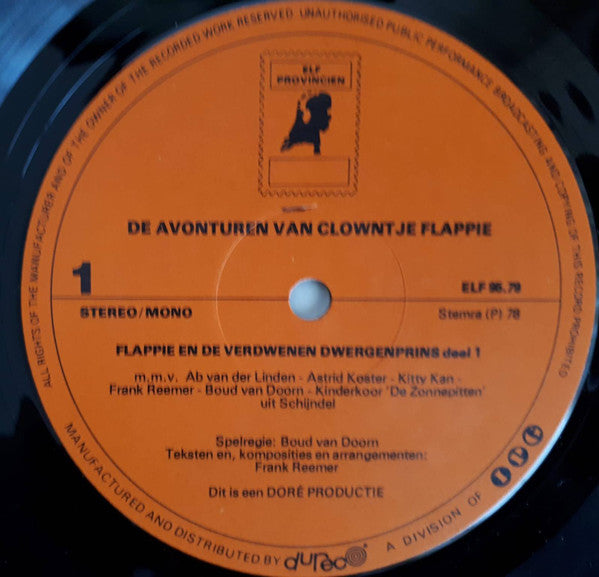 ALL RIGHTS OF THE MANUFACTURER AND OF THE OWNER OF THE RECORDED WORK RESERVED. UNAUTHORISED PUBLIC PERFORMANCE BROADCASTING AND COPYING OF THIS RECORD PROHIBITED
ELF
PROVINCIEN
DE AVONTUREN VAN CLOWNTJE FLAPPIE
1
ELF 95.79
STEREO/MONO
Stemra (P) 78
FLAPPIE EN DE VERDWENEN DWERGENPRINS deel 1
m.m.v. Ab van der Linden - Astrid Koster - Kitty Kan -
Frank Reemer - Boud van Doorn - Kinderkoor 'De Zonnepitten'
uit Schijndel
Spelregie: Boud van Doorn
Teksten en, komposities en arrangementen:
Frank Reemer
Dit is een DORÉ PRODUCTIE
MANUFACTURED AND DISTRIBUTED BY dureco A DIVISION OF